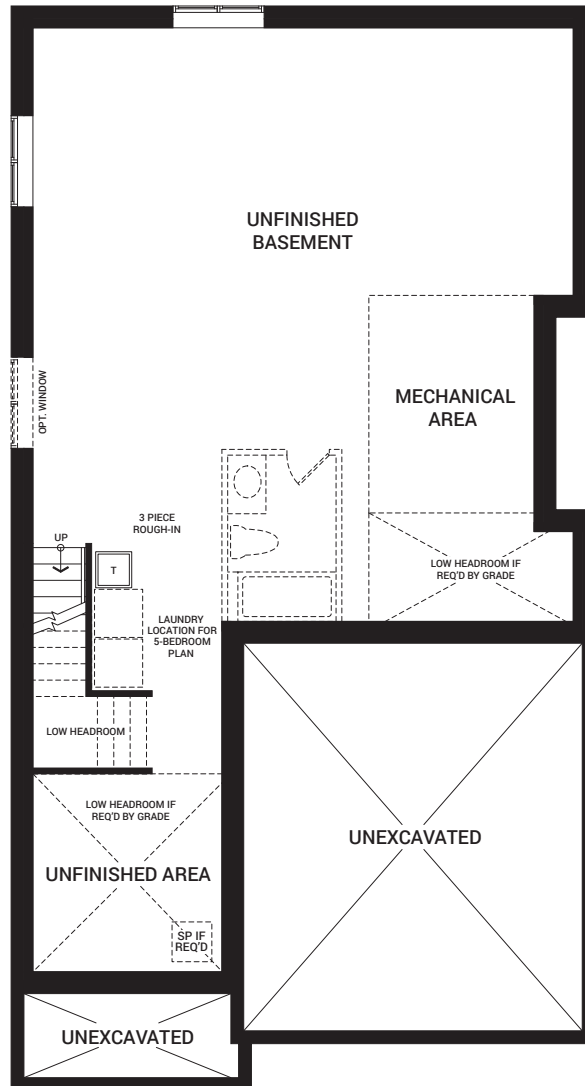 UNFINISHED
BASEMENT
MECHANICAL
AREA
OPT. WINDOW
3 PIECE
ROUGH-IN
UP
T
LOW HEADROOM IF
REQ'D BY GRADE
LAUNDRY
LOCATION FOR
5-BEDROOM
PLAN
LOW HEADROOM
LOW HEADROOM IF
REQ'D BY GRADE
UNEXCAVATED
UNFINISHED AREA
SP IF
REQ'D
UNEXCAVATED